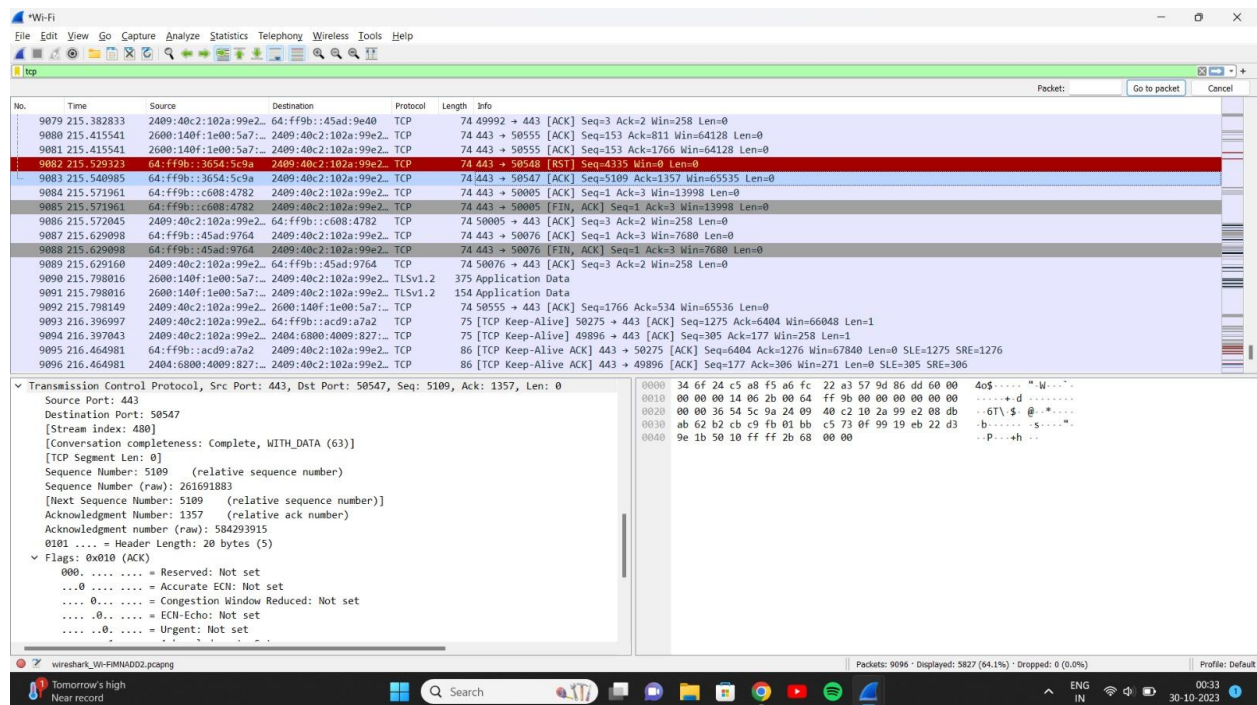 *Wi-Fi
File Edit View Go Capture Analyze Statistics Telephony Wireless Tools Help
tcp
Packet: Go to packet Cancel
No. Time Source Destination Protocol Length Info
9079 215.382833 2409:40c2:102a:99e2… 64:ff9b::45ad:9e40 TCP 74 49992 → 443 [ACK] Seq=3 Ack=2 Win=258 Len=0
9080 215.415541 2600:140f:1e00:5a7:… 2409:40c2:102a:99e2… TCP 74 443 → 50555 [ACK] Seq=153 Ack=811 Win=64128 Len=0
9081 215.415541 2600:140f:1e00:5a7:… 2409:40c2:102a:99e2… TCP 74 443 → 50555 [ACK] Seq=153 Ack=1766 Win=64128 Len=0
9082 215.529323 64:ff9b::3654:5c9a 2409:40c2:102a:99e2… TCP 74 443 → 50548 [RST] Seq=4335 Win=0 Len=0
9083 215.540985 64:ff9b::3654:5c9a 2409:40c2:102a:99e2… TCP 74 443 → 50547 [ACK] Seq=5109 Ack=1357 Win=65535 Len=0
9084 215.571961 64:ff9b::c608:4782 2409:40c2:102a:99e2… TCP 74 443 → 50005 [ACK] Seq=1 Ack=3 Win=13998 Len=0
9085 215.571961 64:ff9b::c608:4782 2409:40c2:102a:99e2… TCP 74 443 → 50005 [FIN, ACK] Seq=1 Ack=3 Win=13998 Len=0
9086 215.572045 2409:40c2:102a:99e2… 64:ff9b::c608:4782 TCP 74 50005 → 443 [ACK] Seq=3 Ack=2 Win=258 Len=0
9087 215.629098 64:ff9b::45ad:9764 2409:40c2:102a:99e2… TCP 74 443 → 50076 [ACK] Seq=1 Ack=3 Win=7680 Len=0
9088 215.629098 64:ff9b::45ad:9764 2409:40c2:102a:99e2… TCP 74 443 → 50076 [FIN, ACK] Seq=1 Ack=3 Win=7680 Len=0
9089 215.629160 2409:40c2:102a:99e2… 64:ff9b::45ad:9764 TCP 74 50076 → 443 [ACK] Seq=3 Ack=2 Win=258 Len=0
9090 215.798016 2600:140f:1e00:5a7:… 2409:40c2:102a:99e2… TLSv1.2 375 Application Data
9091 215.798016 2600:140f:1e00:5a7:… 2409:40c2:102a:99e2… TLSv1.2 154 Application Data
9092 215.798149 2409:40c2:102a:99e2… 2600:140f:1e00:5a7:… TCP 74 50555 → 443 [ACK] Seq=1766 Ack=534 Win=65536 Len=0
9093 216.396997 2409:40c2:102a:99e2… 64:ff9b::acd9:a7a2 TCP 75 [TCP Keep-Alive] 50275 → 443 [ACK] Seq=1275 Ack=6404 Win=66048 Len=1
9094 216.397043 2409:40c2:102a:99e2… 2404:6800:4009:827:… TCP 75 [TCP Keep-Alive] 49896 → 443 [ACK] Seq=305 Ack=177 Win=258 Len=1
9095 216.464981 64:ff9b::acd9:a7a2 2409:40c2:102a:99e2… TCP 86 [TCP Keep-Alive ACK] 443 → 50275 [ACK] Seq=6404 Ack=1276 Win=67840 Len=0 SLE=1275 SRE=1276
9096 216.464981 2404:6800:4009:827:… 2409:40c2:102a:99e2… TCP 86 [TCP Keep-Alive ACK] 443 → 49896 [ACK] Seq=177 Ack=306 Win=271 Len=0 SLE=305 SRE=306
Transmission Control Protocol, Src Port: 443, Dst Port: 50547, Seq: 5109, Ack: 1357, Len: 0
Source Port: 443
Destination Port: 50547
[Stream index: 480]
[Conversation completeness: Complete, WITH_DATA (63)]
[TCP Segment Len: 0]
Sequence Number: 5109 (relative sequence number)
Sequence Number (raw): 261691883
[Next Sequence Number: 5109 (relative sequence number)]
Acknowledgment Number: 1357 (relative ack number)
Acknowledgment number (raw): 584293915
0101 .... = Header Length: 20 bytes (5)
Flags: 0x010 (ACK)
000. .... .... = Reserved: Not set
...0 .... .... = Accurate ECN: Not set
.... 0... .... = Congestion Window Reduced: Not set
.... .0.. .... = ECN-Echo: Not set
.... ..0. .... = Urgent: Not set
0000 34 6f 24 c5 a8 f5 a6 fc 22 a3 57 9d 86 dd 60 00 4o$····· "·W···`·
0010 00 00 00 14 06 2b 00 64 ff 9b 00 00 00 00 00 00 ·····+·d ········
0020 00 00 36 54 5c 9a 24 09 40 c2 10 2a 99 e2 08 db ··6T\·$· @··*····
0030 ab 62 b2 cb c9 fb 01 bb c5 73 0f 99 19 eb 22 d3 ·b······ ·s····"·
0040 9e 1b 50 10 ff ff 2b 68 00 00 ··P···+h ··
wireshark_Wi-FiMNADD2.pcapng
Packets: 9096 · Displayed: 5827 (64.1%) · Dropped: 0 (0.0%)
Profile: Default
1
Tomorrow's high
Near record
Search
ENG
IN
00:33
30-10-2023
1